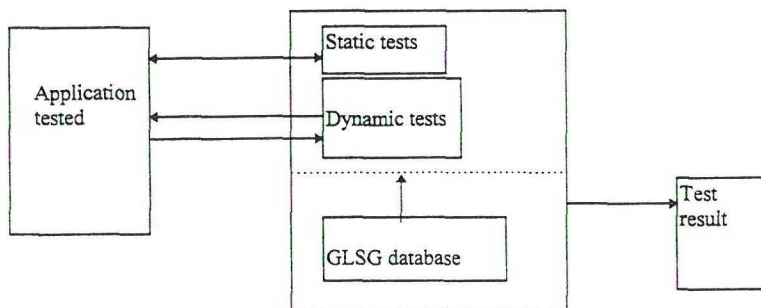 Static tests
Application
tested
Dynamic tests
GLSG database
Test
result